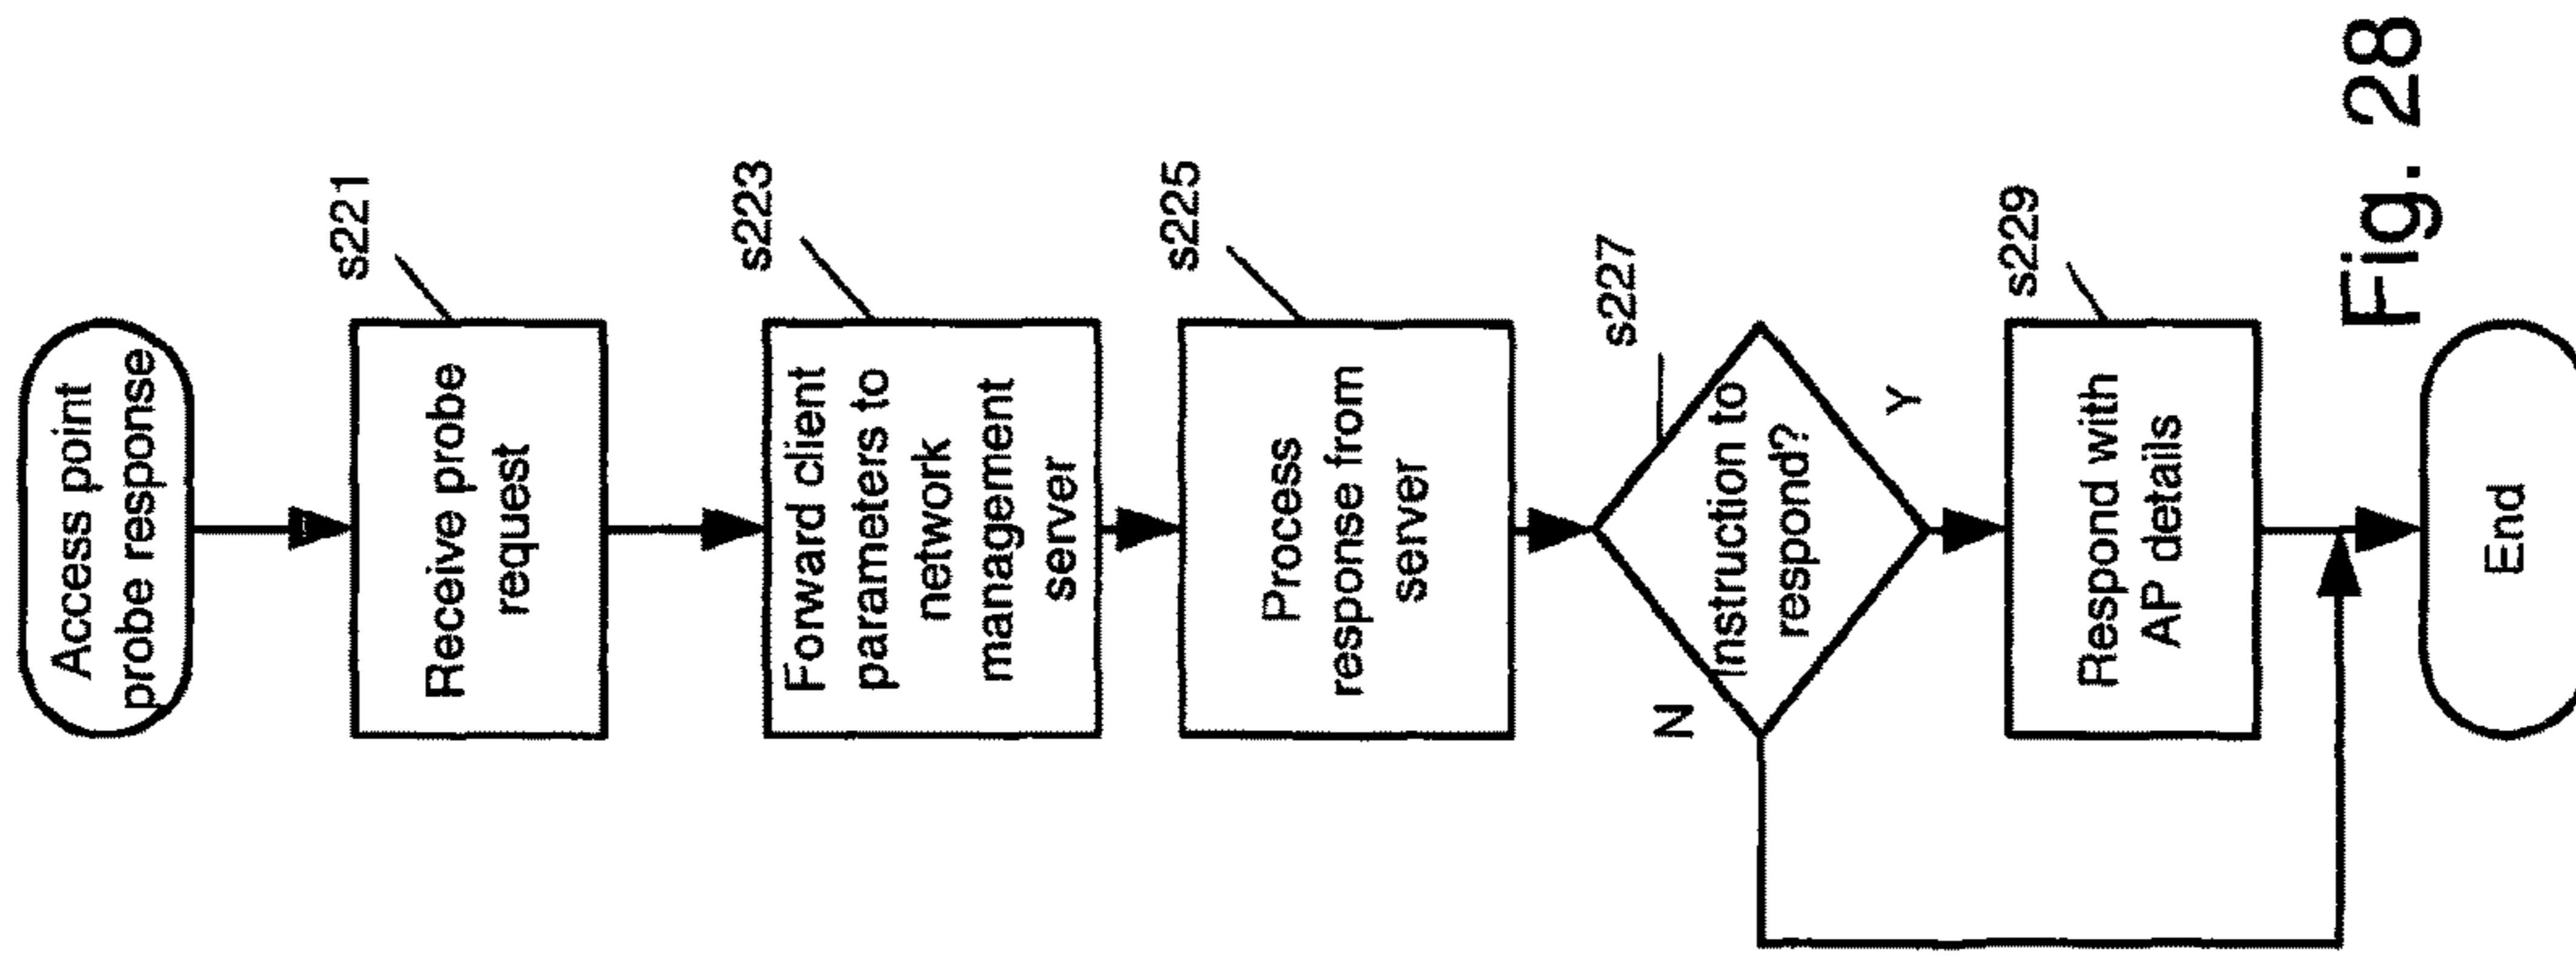 Access point
probe response
s221
Receive probe
request
s223
Forward client
parameters to
network
management
server
s225
Process
response from
server
s227
Instruction to
respond?
N
Y
s229
Respond with
AP details
End
Fig. 28